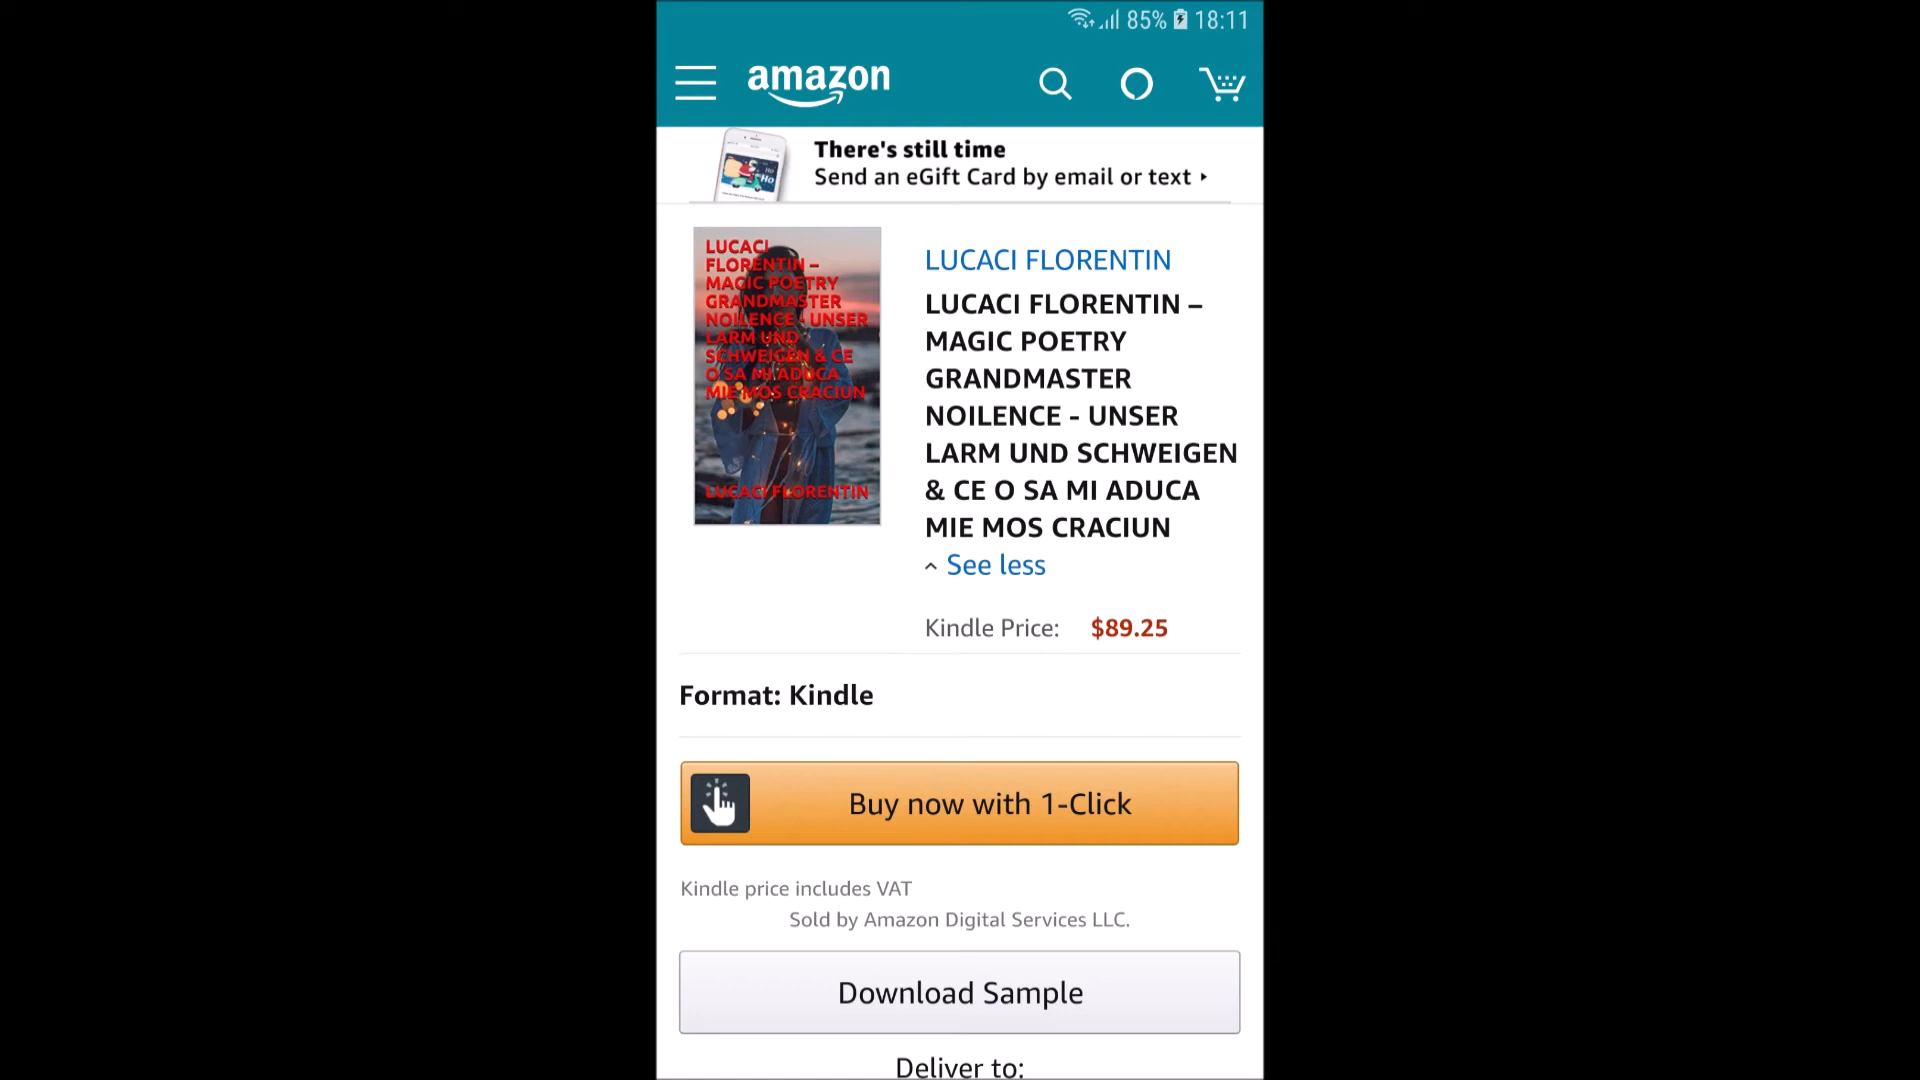 85% 18:11
amazon
There's still time
Send an eGift Card by email or text
LUCACI
FLORENTIN –
MAGIC POETRY
GRANDMASTER
NOILENCE - UNSER
LARM UND
SCHWEIGEN & CE
O SA MI ADUCA
MIE MOS CRACIUN
LUCACI FLORENTIN
LUCACI FLORENTIN
LUCACI FLORENTIN –
MAGIC POETRY
GRANDMASTER
NOILENCE - UNSER
LARM UND SCHWEIGEN
& CE O SA MI ADUCA
MIE MOS CRACIUN
See less
Kindle Price: $89.25
Format: Kindle
Buy now with 1-Click
Kindle price includes VAT
Sold by Amazon Digital Services LLC.
Download Sample
Deliver to: